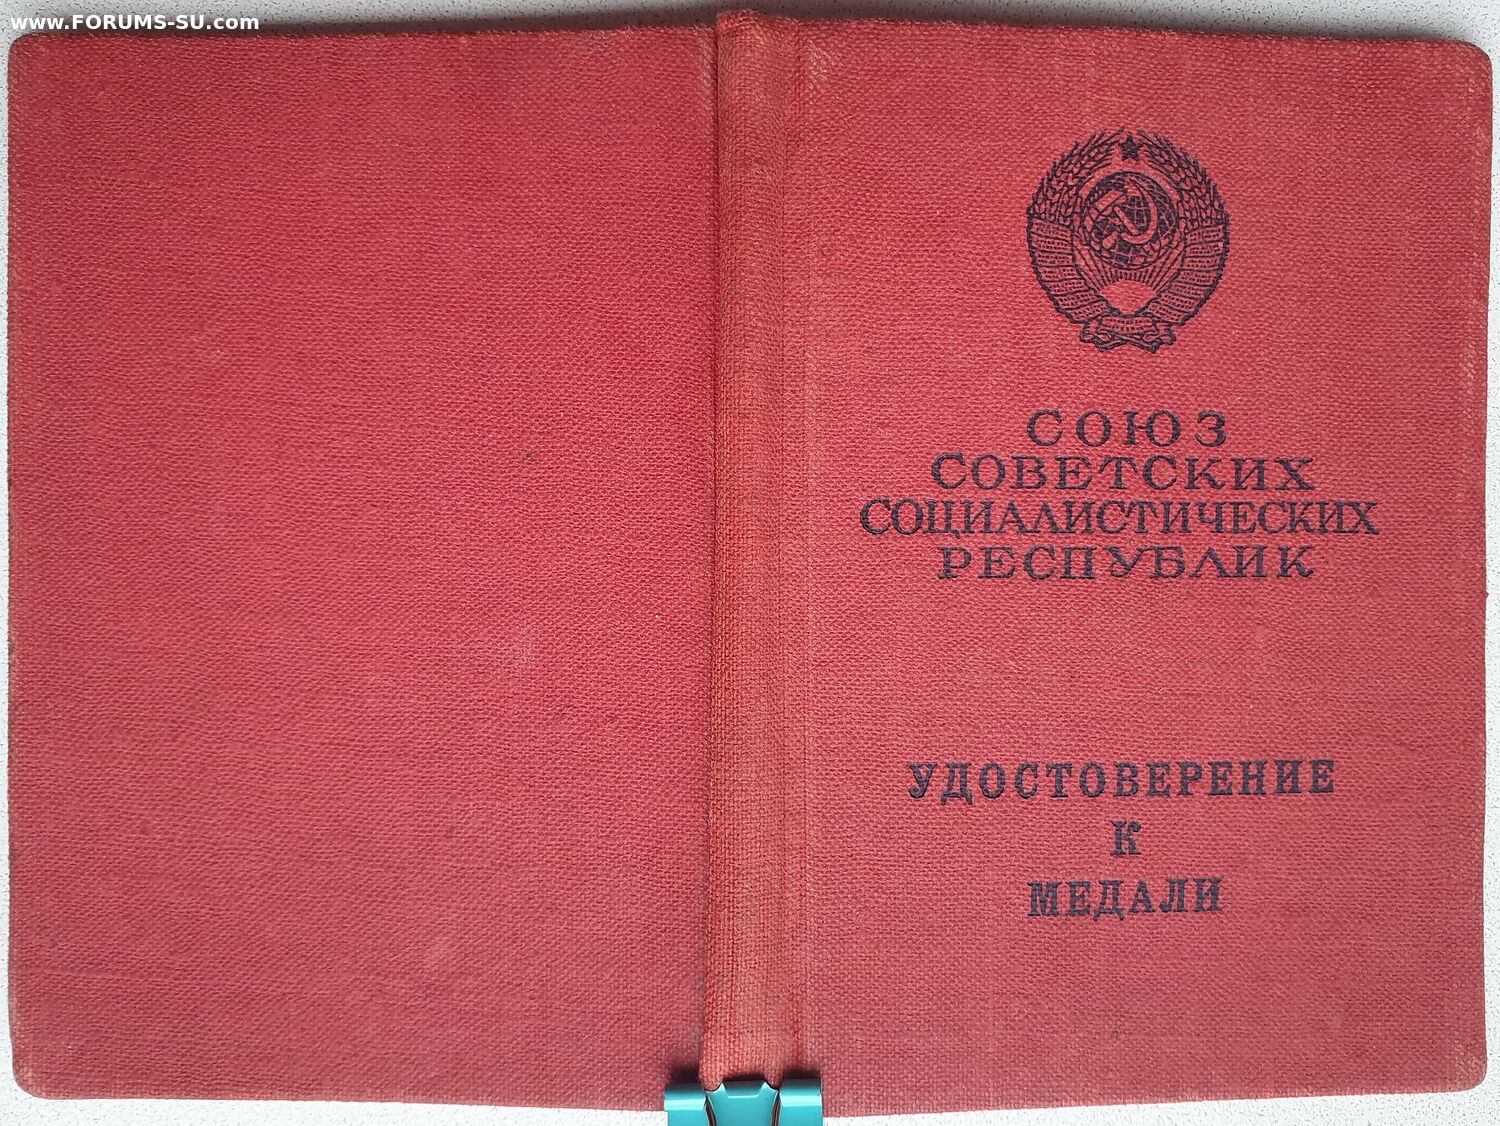 www.FORUMS-SU.com
СОЮЗ
СОВЕТСКИХ
СОЦИАЛИСТИЧЕСКИХ
РЕСПУБЛИК
УДОСТОВЕРЕНИЕ
К
МЕДАЛИ